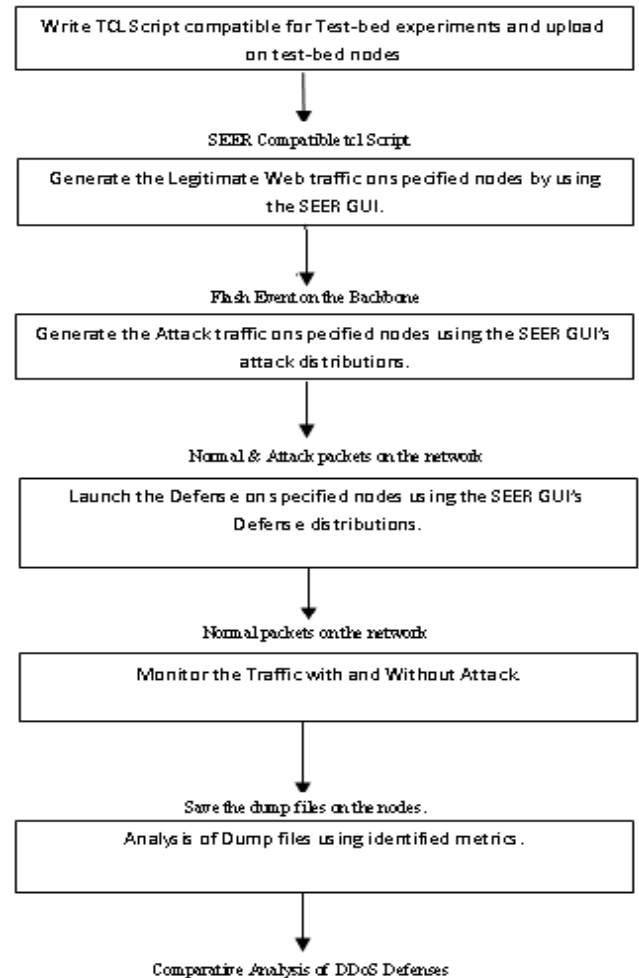 Write TCLScript compatible for Test-bed experiments and upload
on test-bed nodes
SEER Compatible tcl Script
Generate the Legitimate Web traffic on specified nodes by using
the SEER GUI.
Flash Event on the Backbone
Generate the Attack traffic on specified nodes using the SEER GUI's
attack distributions.
Normal & Attack packets on the network
Launch the Defense on specified nodes using the SEER GUI's
Defense distributions.
Normal packets on the network
Monitor the Traffic with and Without Attack
Save the dump files on the nodes.
Analysis of Dump files using identified metrics.
Comparative Analysis of DDoS Defenses